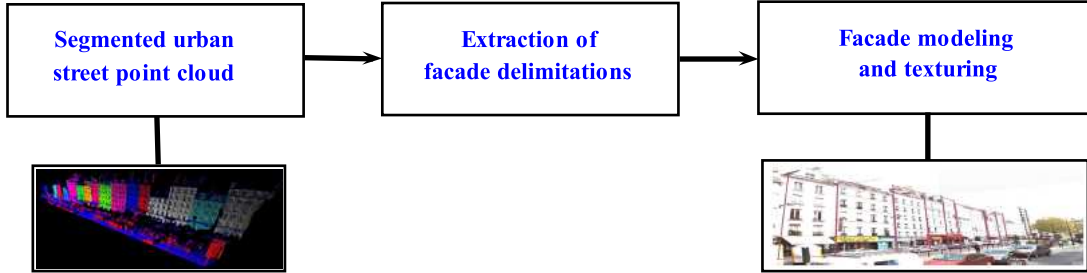 Segmented urban
street point cloud
Extraction of
facade delimitations
Facade modeling
and texturing